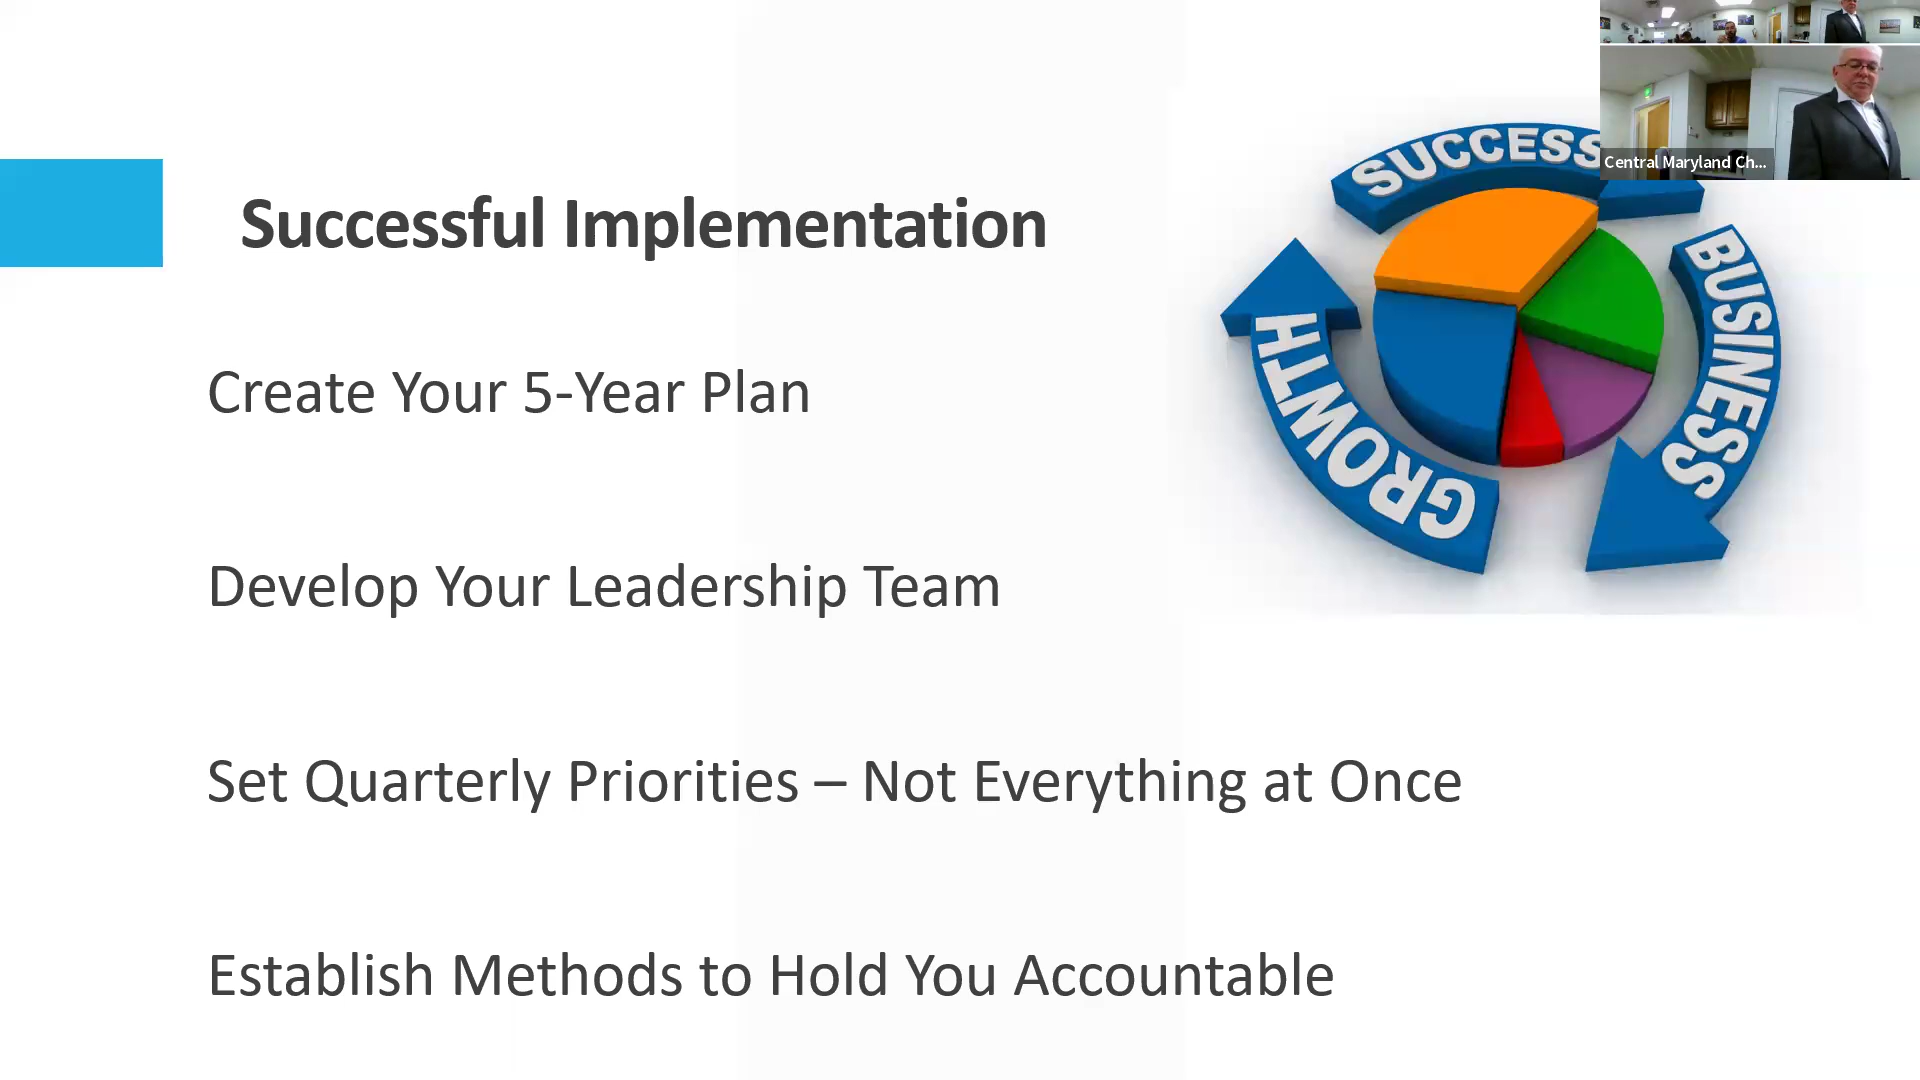 SUCCESS
Central Maryland Ch...
BUSINESS
GROWTH
Successful Implementation
Create Your 5-Year Plan
Develop Your Leadership Team
Set Quarterly Priorities – Not Everything at Once
Establish Methods to Hold You Accountable